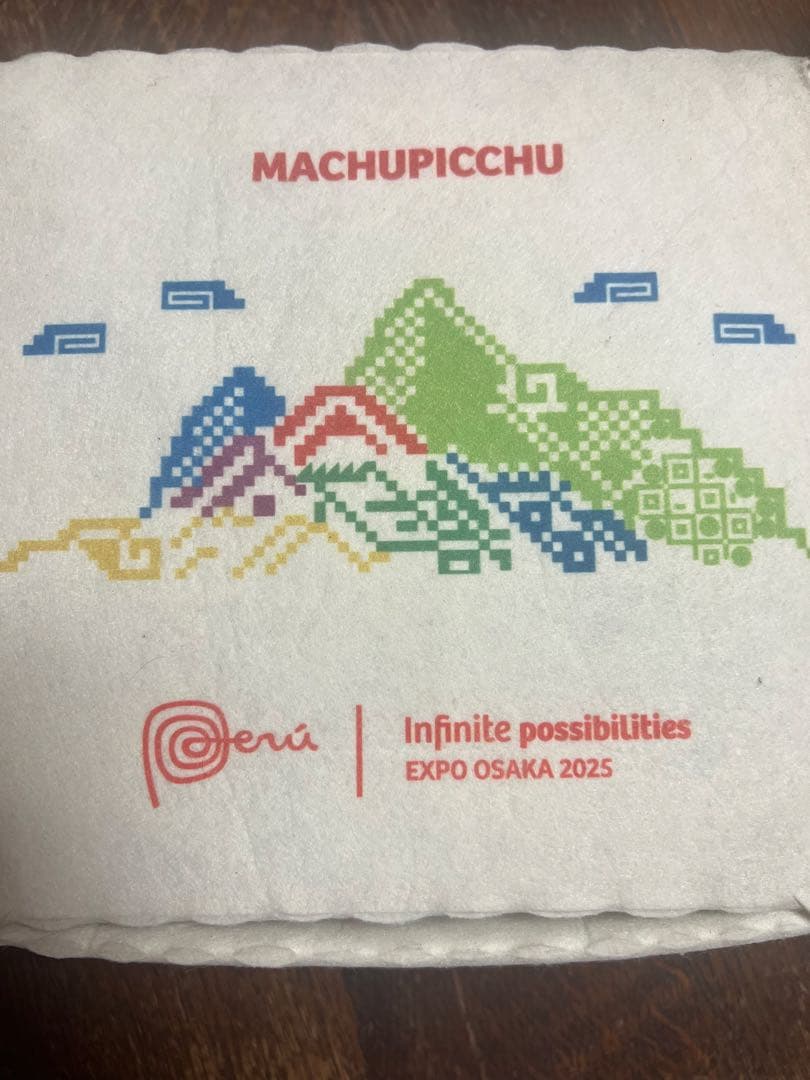 MACHUPICCHU
Perú
Infinite possibilities
EXPO OSAKA 2025